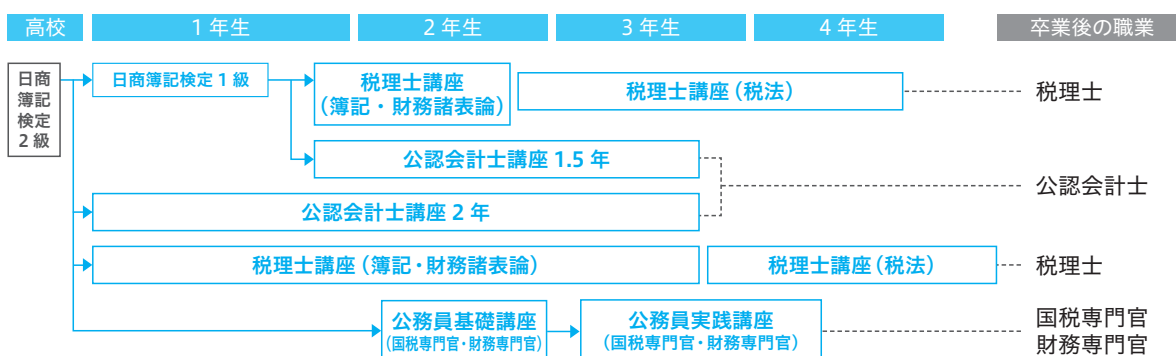 高校
1年生
2年生
3年生
4年生
卒業後の職業
日商
簿記
検定
2級
日商簿記検定1級
税理士講座
(簿記・財務諸表論)
税理士講座(税法)
税理士
公認会計士講座1.5年
公認会計士
公認会計士講座2年
税理士講座(簿記・財務諸表論)
税理士講座(税法)
税理士
公務員基礎講座
(国税専門官・財務専門官)
公務員実践講座
(国税専門官・財務専門官)
国税専門官
財務専門官